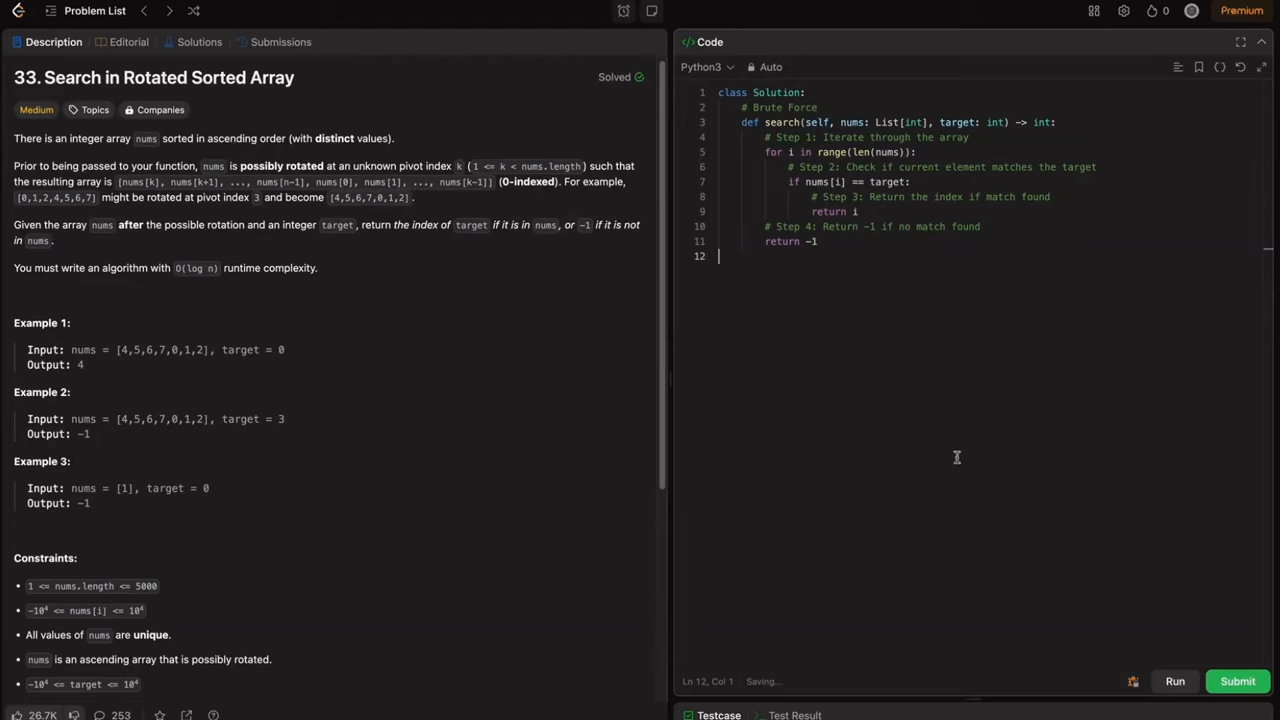 Problem List
0
Premium
Description
Editorial
Solutions
Submissions
33. Search in Rotated Sorted Array
Solved
Medium
Topics
Companies
There is an integer array nums sorted in ascending order (with distinct values).
Prior to being passed to your function, nums is possibly rotated at an unknown pivot index k (1 <= k < nums.length) such that
the resulting array is [nums[k], nums[k+1], ..., nums[n-1], nums[0], nums[1], ..., nums[k-1]] (0-indexed). For example,
[0,1,2,4,5,6,7] might be rotated at pivot index 3 and become [4,5,6,7,0,1,2].
Given the array nums after the possible rotation and an integer target, return the index of target if it is in nums, or -1 if it is not
in nums.
You must write an algorithm with O(log n) runtime complexity.
Example 1:
Input: nums = [4,5,6,7,0,1,2], target = 0
Output: 4
Example 2:
Input: nums = [4,5,6,7,0,1,2], target = 3
Output: -1
Example 3:
Input: nums = [1], target = 0
Output: -1
Constraints:
• 1 <= nums.length <= 5000
• -10⁴ <= nums[i] <= 10⁴
• All values of nums are unique.
• nums is an ascending array that is possibly rotated.
• -10⁴ <= target <= 10⁴
26.7K
253
</> Code
Python3
Auto
1 class Solution:
2 # Brute Force
3 def search(self, nums: List[int], target: int) -> int:
4 # Step 1: Iterate through the array
5 for i in range(len(nums)):
6 # Step 2: Check if current element matches the target
7 if nums[i] == target:
8 # Step 3: Return the index if match found
9 return i
10 # Step 4: Return -1 if no match found
11 return -1
12
Ln 12, Col 1 Saving...
Run
Submit
Testcase
>_ Test Result